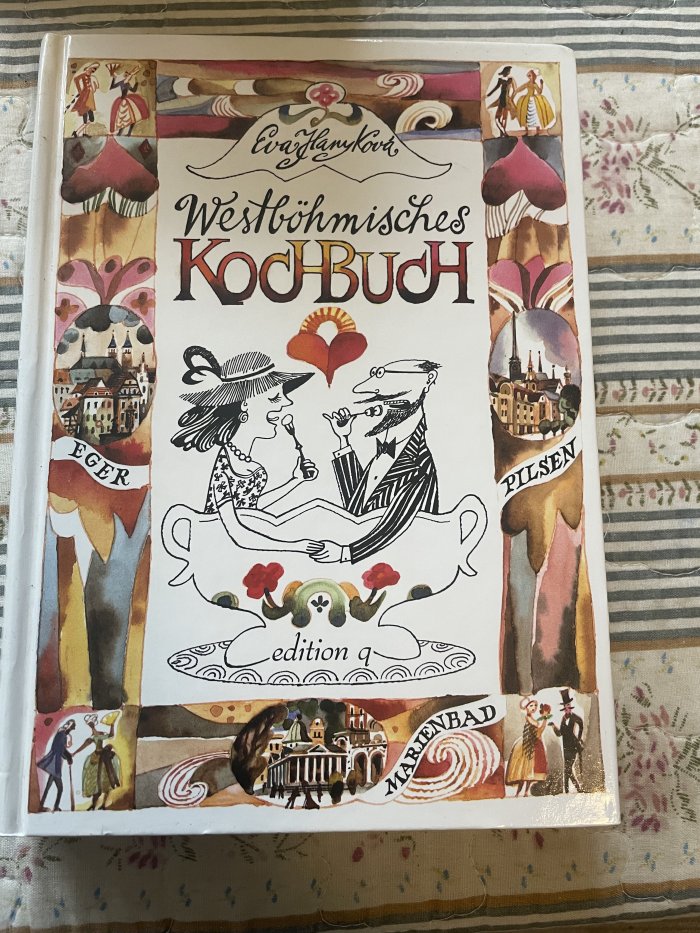 Eva Hanyková
Westböhmisches
KOCHBUCH
EGER
PILSEN
edition q
MARIENBAD